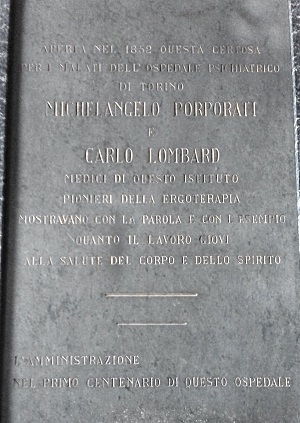 APERTA NEL 1852 QUESTA CERTOSA
PER I MALATI DELL'OSPEDALE PSICHIATRICO
DI TORINO
MICHELANGELO PORPORATI
E
CARLO LOMBARD
MEDICI DI QUESTO ISTITUTO
PIONIERI DELLA ERGOTERAPIA
MOSTRAVANO CON LA PAROLA E CON L'ESEMPIO
QUANTO IL LAVORO GIOVI
ALLA SALUTE DEL CORPO E DELLO SPIRITO
L'AMMINISTRAZIONE
NEL PRIMO CENTENARIO DI QUESTO OSPEDALE